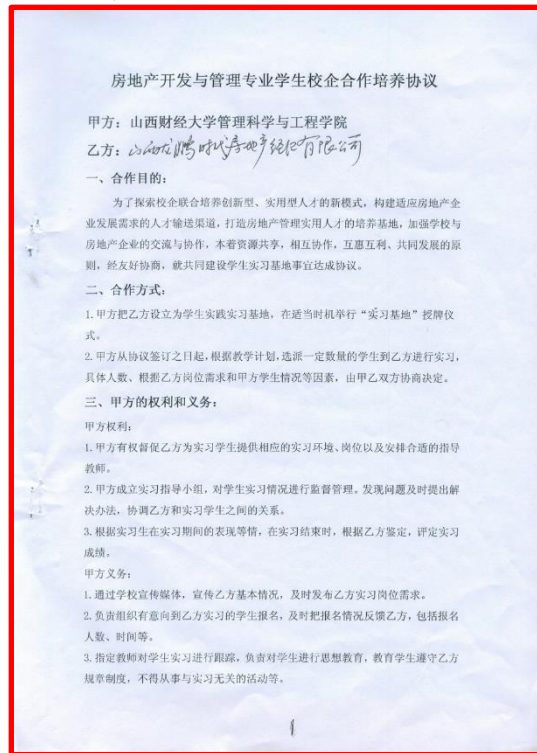 房地产开发与管理专业学生校企合作培养协议
甲方：山西财经大学管理科学与工程学院
乙方：山西龙腾时代房地产经纪有限公司
一、合作目的：
为了探索校企联合培养创新型、实用型人才的新模式，构建适应房地产企
业发展需求的人才输送渠道，打造房地产管理实用人才的培养基地，加强学校与
房地产企业的交流与协作，本着资源共享，相互协作，互惠互利、共同发展的原
则，经友好协商，就共同建设学生实习基地事宜达成协议。
二、合作方式：
1.甲方把乙方设立为学生实践实习基地，在适当时机举行“实习基地”授牌仪
式。
2.甲方从协议签订之日起，根据教学计划，选派一定数量的学生到乙方进行实习，
具体人数、根据乙方岗位需求和甲方学生情况等因素，由甲乙双方协商决定。
三、甲方的权利和义务：
甲方权利：
1.甲方有权督促乙方为实习学生提供相应的实习环境、岗位以及安排合适的指导
教师。
2.甲方成立实习指导小组，对学生实习情况进行监督管理。发现问题及时提出解
决办法，协调乙方和实习学生之间的关系。
3.根据实习生在实习期间的表现等情，在实习结束时，根据乙方鉴定，评定实习
成绩。
甲方义务：
1.通过学校宣传媒体，宣传乙方基本情况，及时发布乙方实习岗位需求。
2.负责组织有意向到乙方实习的学生报名，及时把报名情况反馈乙方，包括报名
人数、时间等。
3.指定教师对学生实习进行跟踪，负责对学生进行思想教育，教育学生遵守乙方
规章制度，不得从事与实习无关的活动等。
1